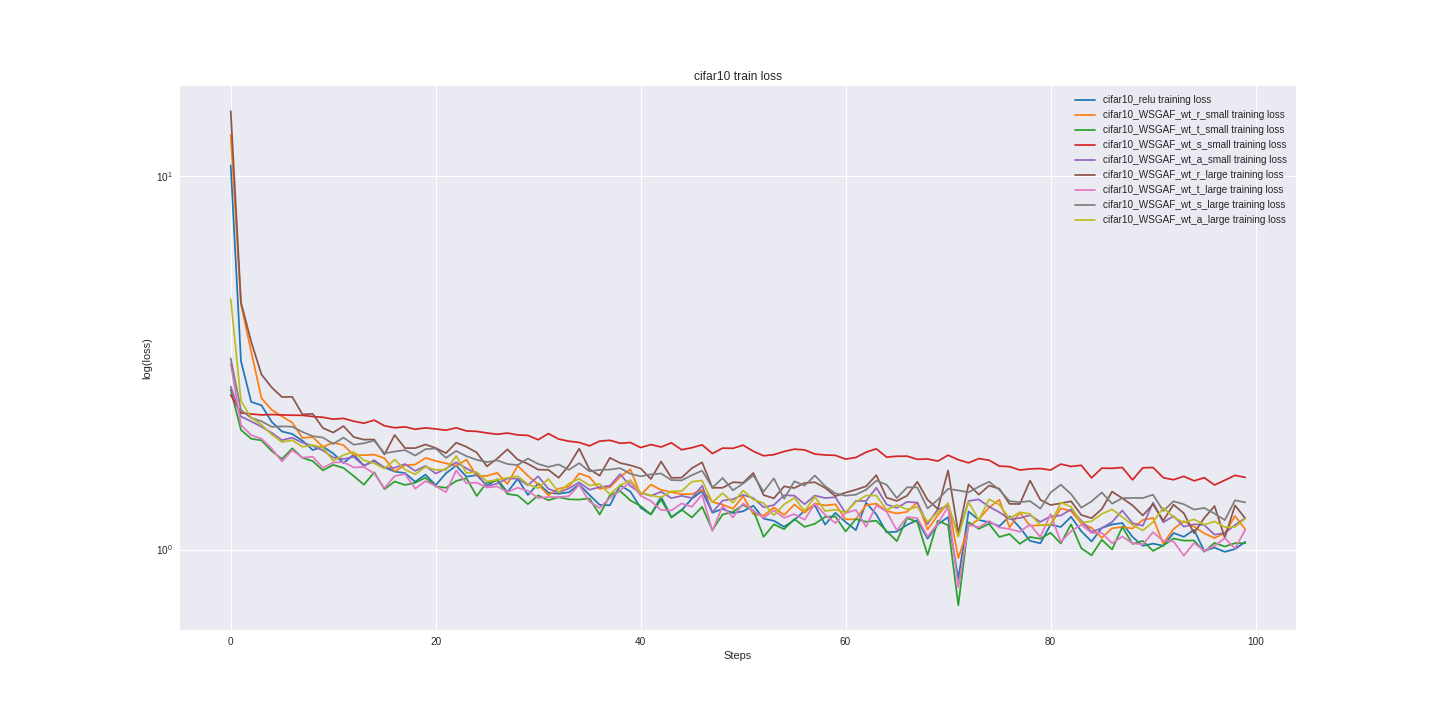 cifar10 train loss
cifar10_relu training loss
cifar10_WSGAF_wt_r_small training loss
cifar10_WSGAF_wt_t_small training loss
cifar10_WSGAF_wt_s_small training loss
cifar10_WSGAF_wt_a_small training loss
cifar10_WSGAF_wt_r_large training loss
cifar10_WSGAF_wt_t_large training loss
cifar10_WSGAF_wt_s_large training loss
cifar10_WSGAF_wt_a_large training loss
10¹
log(loss)
10⁰
0 20 40 60 80 100
Steps